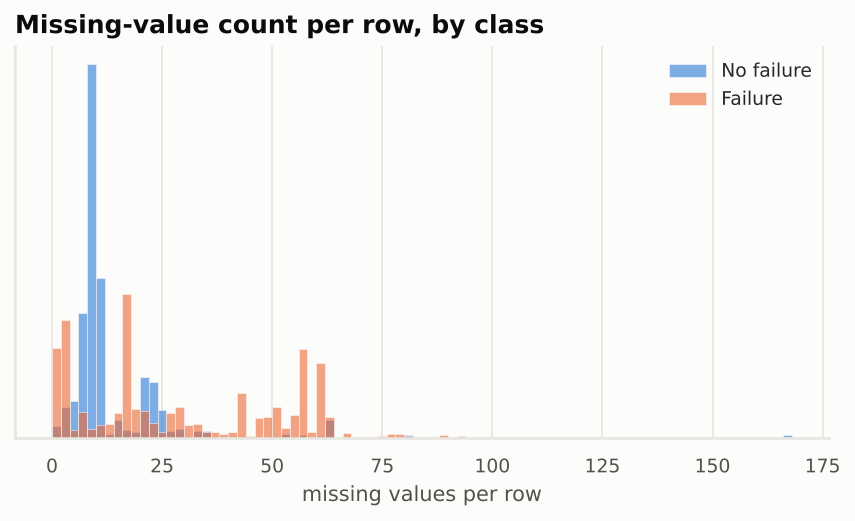 Missing-value count per row, by class
No failure
Failure
0 25 50 75 100 125 150 175
missing values per row